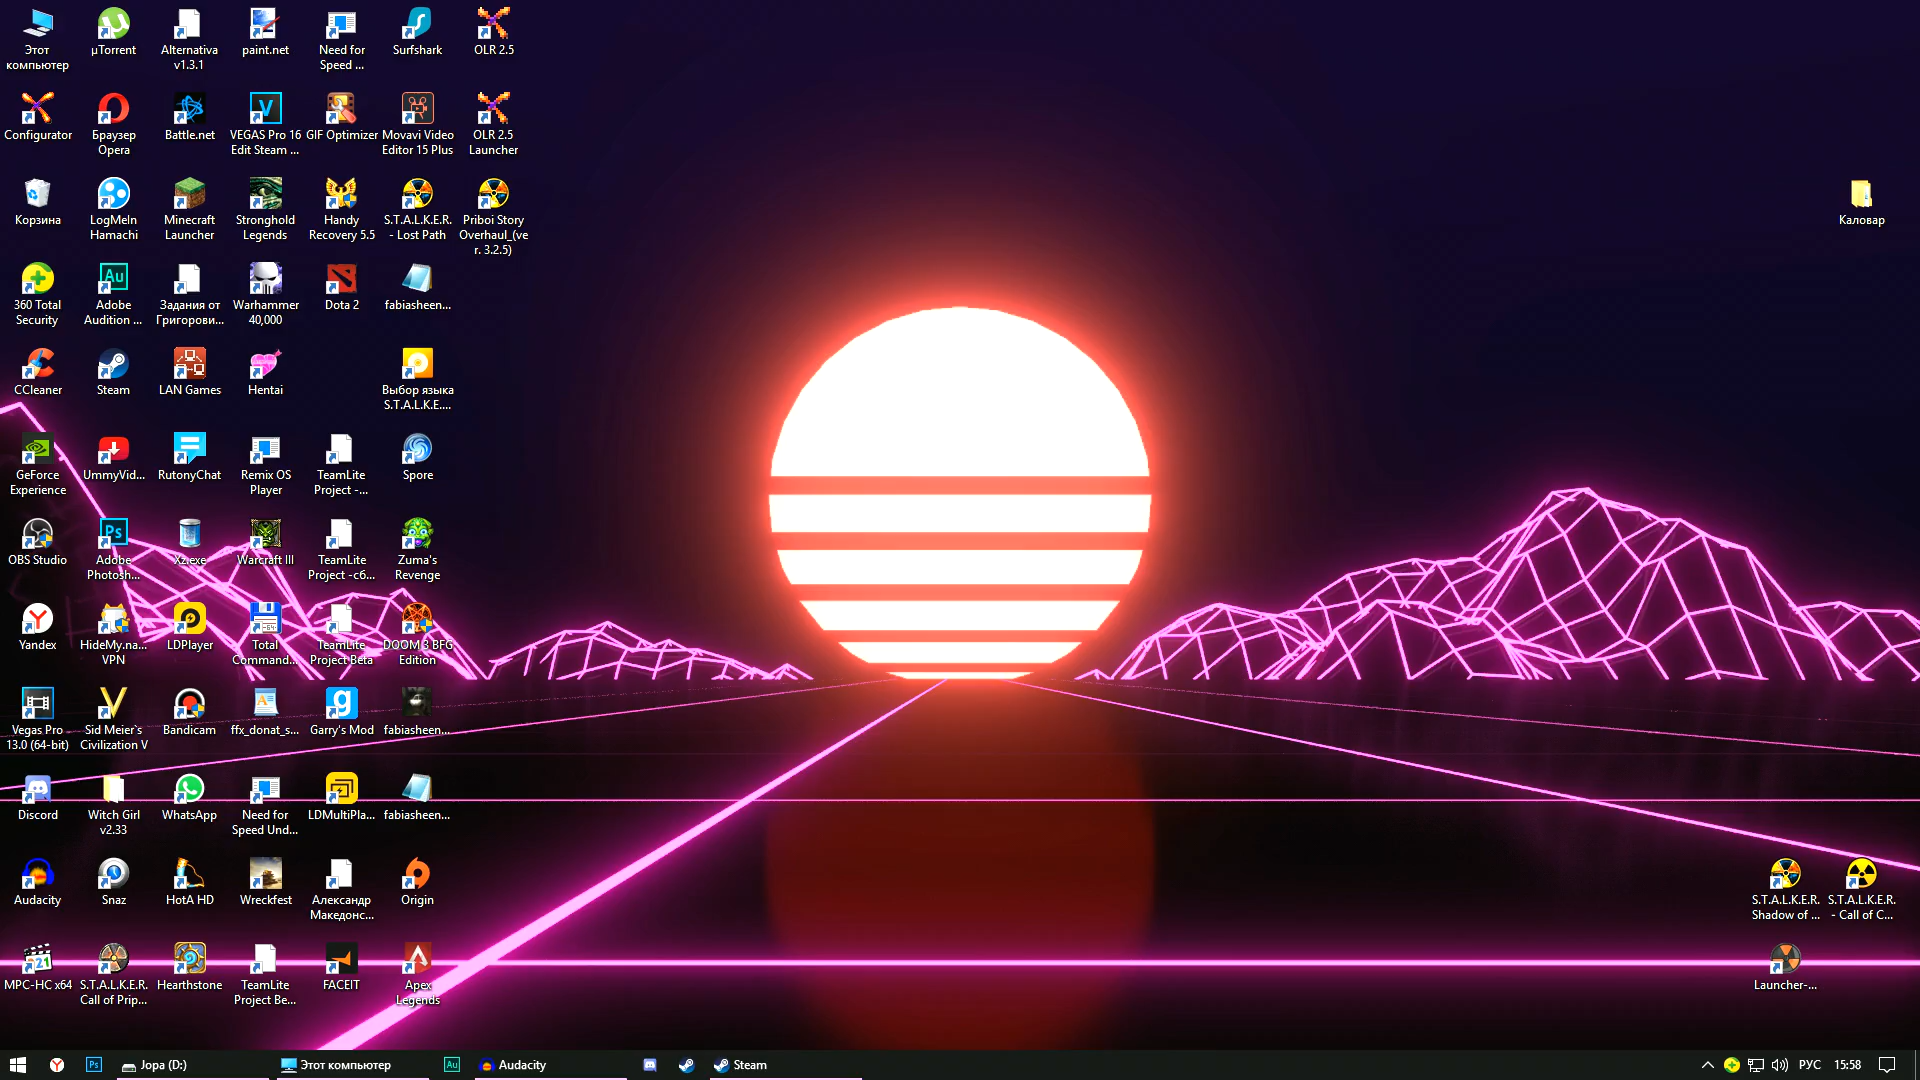 Этот
компьютер
µTorrent
Alternativa
v1.3.1
paint.net
Need for
Speed ...
Surfshark
OLR 2.5
Configurator
Браузер
Opera
Battle.net
VEGAS Pro 16
Edit Steam ...
GIF Optimizer
Movavi Video
Editor 15 Plus
OLR 2.5
Launcher
Корзина
LogMeIn
Hamachi
Minecraft
Launcher
Stronghold
Legends
Handy
Recovery 5.5
S.T.A.L.K.E.R.
- Lost Path
Priboi Story
Overhaul_(ve
r. 3.2.5)
Каловар
360 Total
Security
Adobe
Audition ...
Задания от
Григорови...
Warhammer
40,000
Dota 2
fabiasheen...
CCleaner
Steam
LAN Games
Hentai
Выбор языка
S.T.A.L.K.E....
GeForce
Experience
UmmyVid...
RutonyChat
Remix OS
Player
TeamLite
Project -...
Spore
OBS Studio
Adobe
Photosh...
Xziexe
Warcraft III
TeamLite
Project -сб...
Zuma's
Revenge
Yandex
HideMy.na...
VPN
LDPlayer
Total
Command...
TeamLite
Project Beta
DOOM 3 BFG
Edition
Vegas Pro
13.0 (64-bit)
Sid Meier`s
Civilization V
Bandicam
ffx_donat_s...
Garry's Mod
fabiasheen...
Discord
Witch Girl
v2.33
WhatsApp
Need for
Speed Und...
LDMultiPla...
fabiasheen...
Audacity
Snaz
HotA HD
Wreckfest
Александр
Македонс...
Origin
S.T.A.L.K.E.R.
Shadow of ...
S.T.A.L.K.E.R.
- Call of C...
MPC-HC x64
S.T.A.L.K.E.R.
Call of Prip...
Hearthstone
TeamLite
Project Be...
FACEIT
Apex
Legends
Launcher-...
Jopa (D:)
Этот компьютер
Audacity
Steam
РУС
15:58